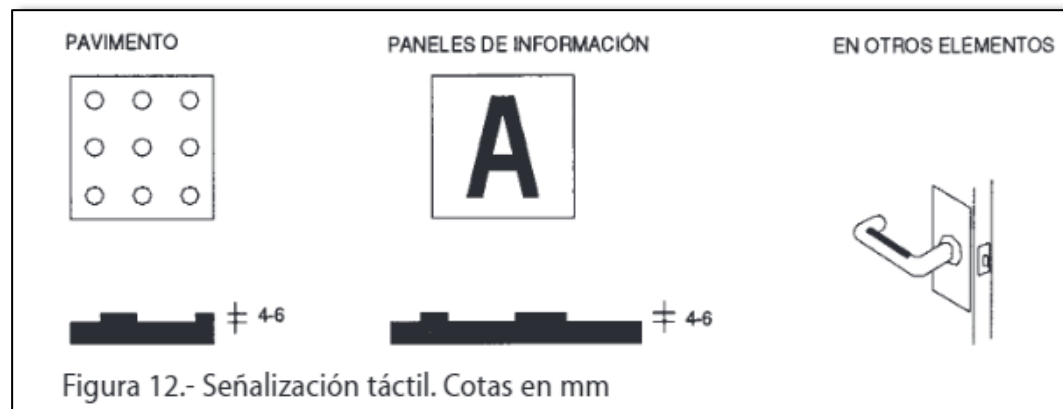 PAVIMENTO
PANELES DE INFORMACIÓN
EN OTROS ELEMENTOS
A
4-6
4-6
Figura 12.- Señalización táctil. Cotas en mm